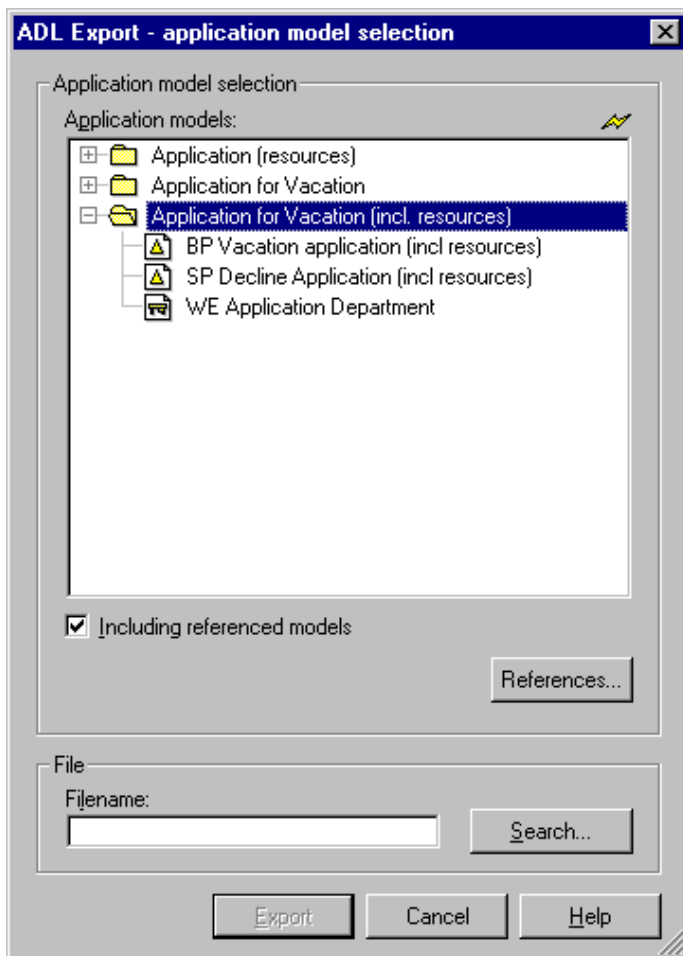 ADL Export - application model selection
Application model selection
Application models:
Application (resources)
Application for Vacation
Application for Vacation (incl. resources)
BP Vacation application (incl resources)
SP Decline Application (incl resources)
WE Application Department
Including referenced models
References...
File
Filename:
Search...
Export
Cancel
Help